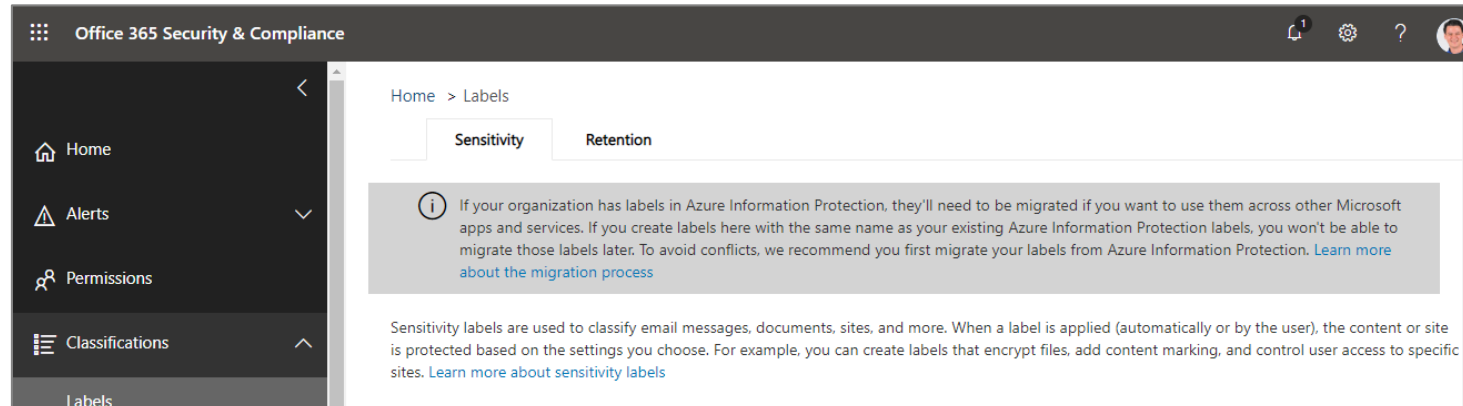 Office 365 Security & Compliance
1
?
Home > Labels
Sensitivity Retention
Home
Alerts
Permissions
Classifications
Labels
If your organization has labels in Azure Information Protection, they'll need to be migrated if you want to use them across other Microsoft
apps and services. If you create labels here with the same name as your existing Azure Information Protection labels, you won't be able to
migrate those labels later. To avoid conflicts, we recommend you first migrate your labels from Azure Information Protection. Learn more
about the migration process
Sensitivity labels are used to classify email messages, documents, sites, and more. When a label is applied (automatically or by the user), the content or site
is protected based on the settings you choose. For example, you can create labels that encrypt files, add content marking, and control user access to specific
sites. Learn more about sensitivity labels